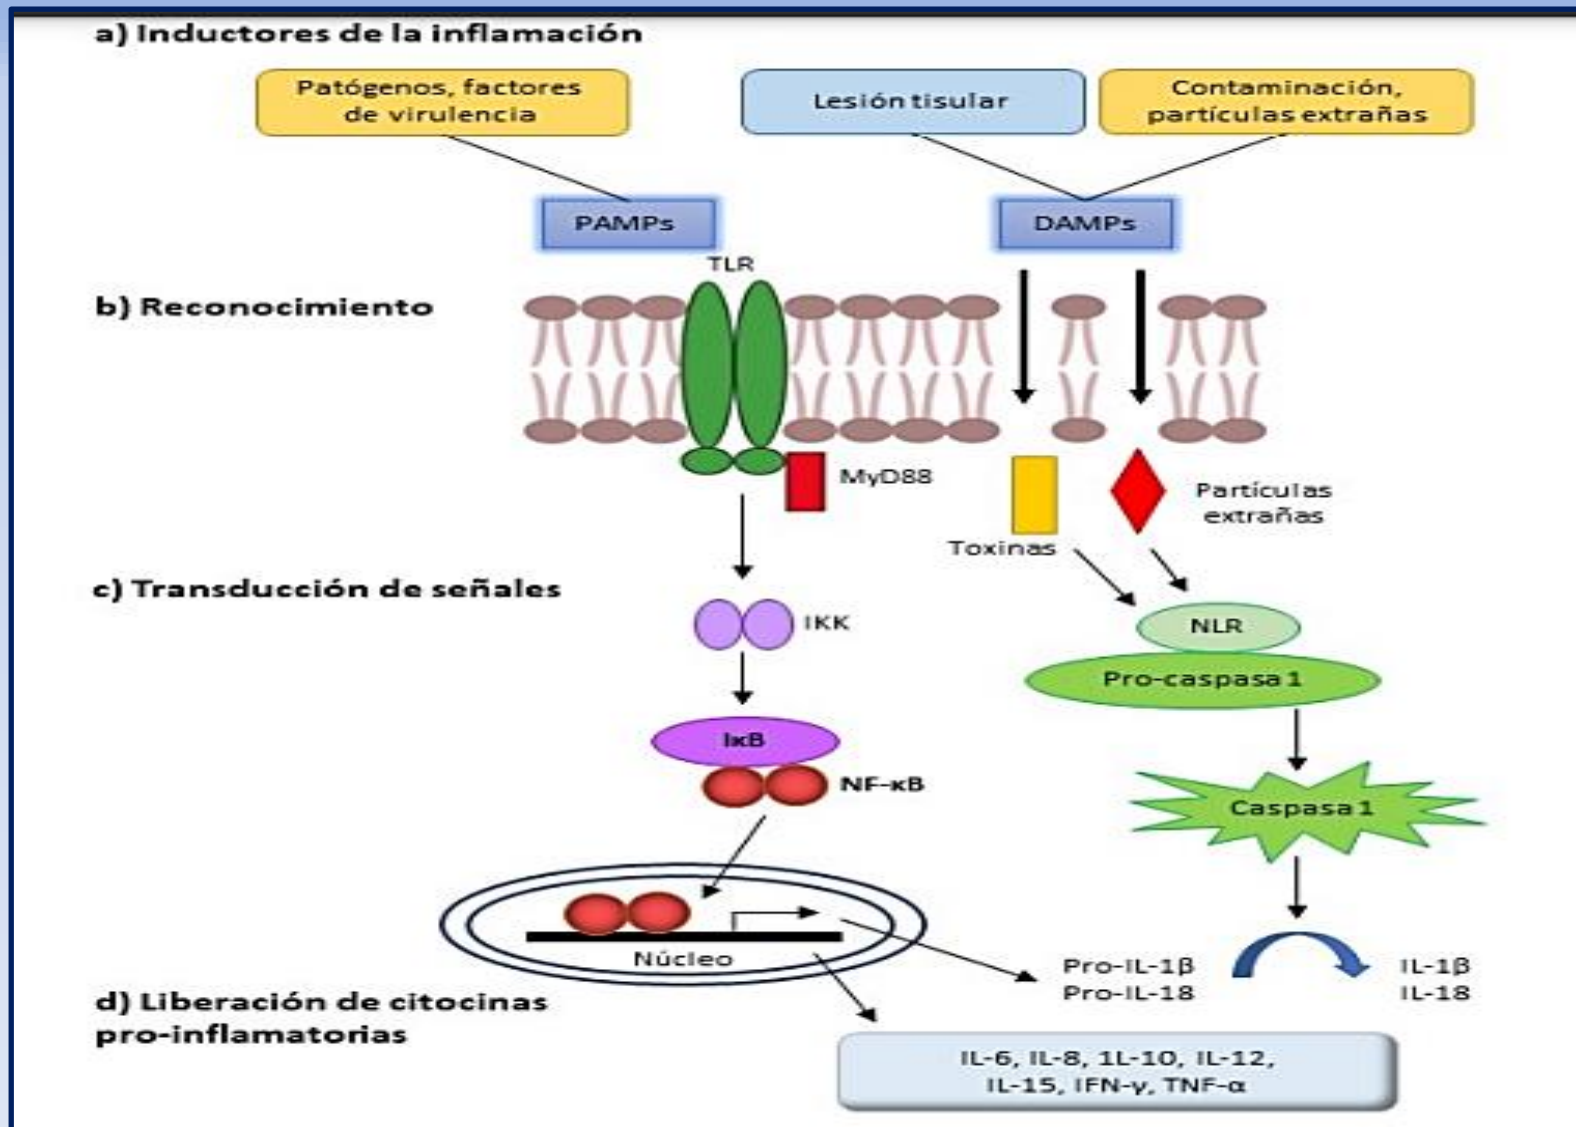 a) Inductores de la inflamación
Patógenos, factores
de virulencia
Lesión tisular
Contaminación,
partículas extrañas
PAMPs
DAMPs
TLR
b) Reconocimiento
MyD88
Partículas
extrañas
Toxinas
c) Transducción de señales
IKK
NLR
Pro-caspasa 1
IκB
NF-κB
Caspasa 1
Núcleo
Pro-IL-1β
Pro-IL-18
IL-1β
IL-18
d) Liberación de citocinas
pro-inflamatorias
IL-6, IL-8, 1L-10, IL-12,
IL-15, IFN-γ, TNF-α